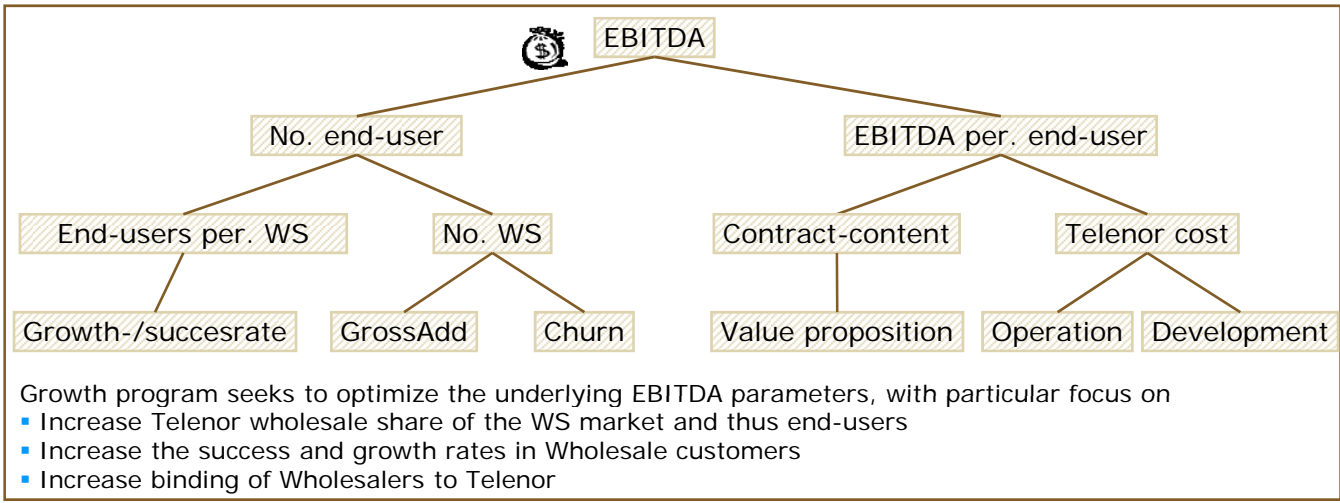 $
EBITDA
No. end-user
EBITDA per. end-user
End-users per. WS
No. WS
Contract-content
Telenor cost
Growth-/succesrate
GrossAdd
Churn
Value proposition
Operation
Development
Growth program seeks to optimize the underlying EBITDA parameters, with particular focus on
▪ Increase Telenor wholesale share of the WS market and thus end-users
▪ Increase the success and growth rates in Wholesale customers
▪ Increase binding of Wholesalers to Telenor